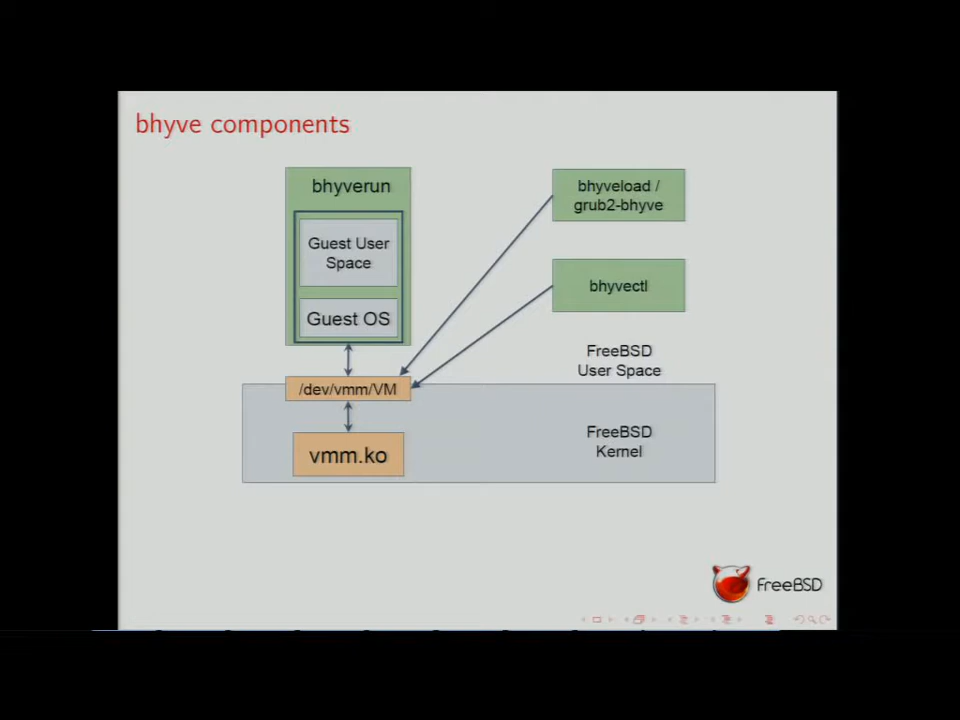 bhyve components
bhyverun
Guest User
Space
Guest OS
bhyveload /
grub2-bhyve
bhyvectl
FreeBSD
User Space
/dev/vmm/VM
FreeBSD
Kernel
vmm.ko
FreeBSD